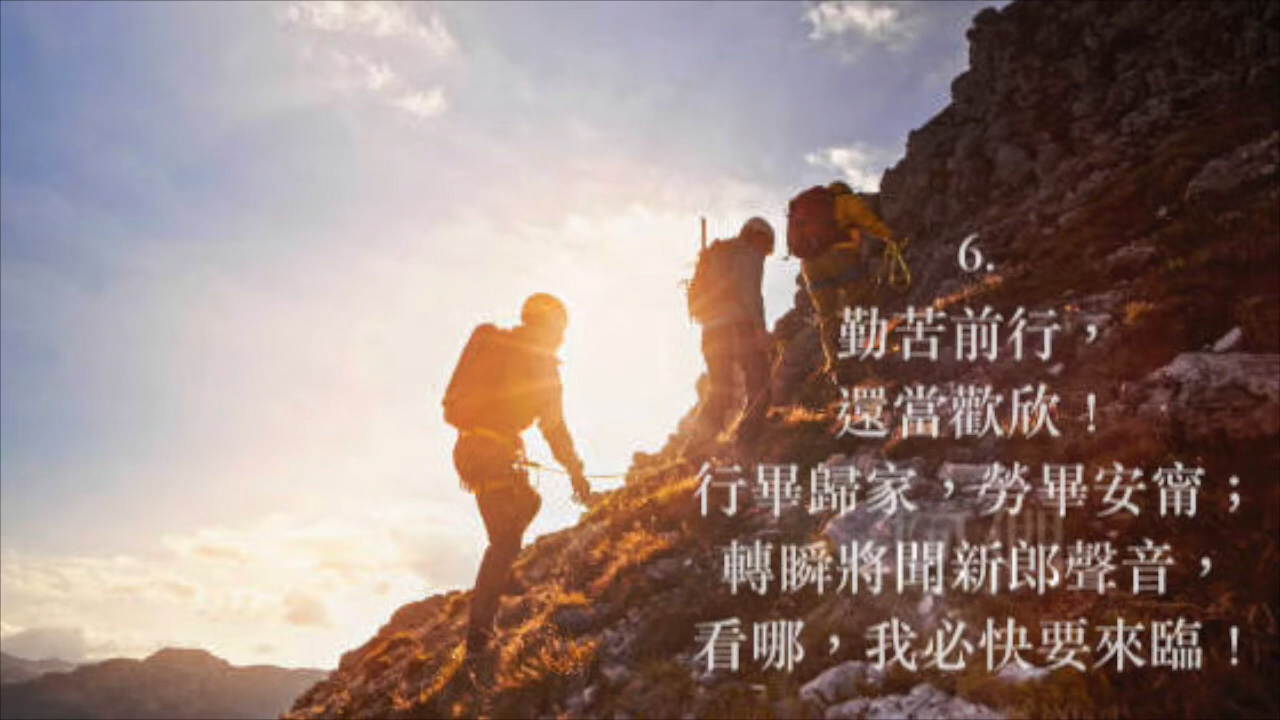 6.
勤苦前行，
還當歡欣！
行畢歸家，勞畢安甯；
轉瞬將聞新郎聲音，
看哪，我必快要來臨！